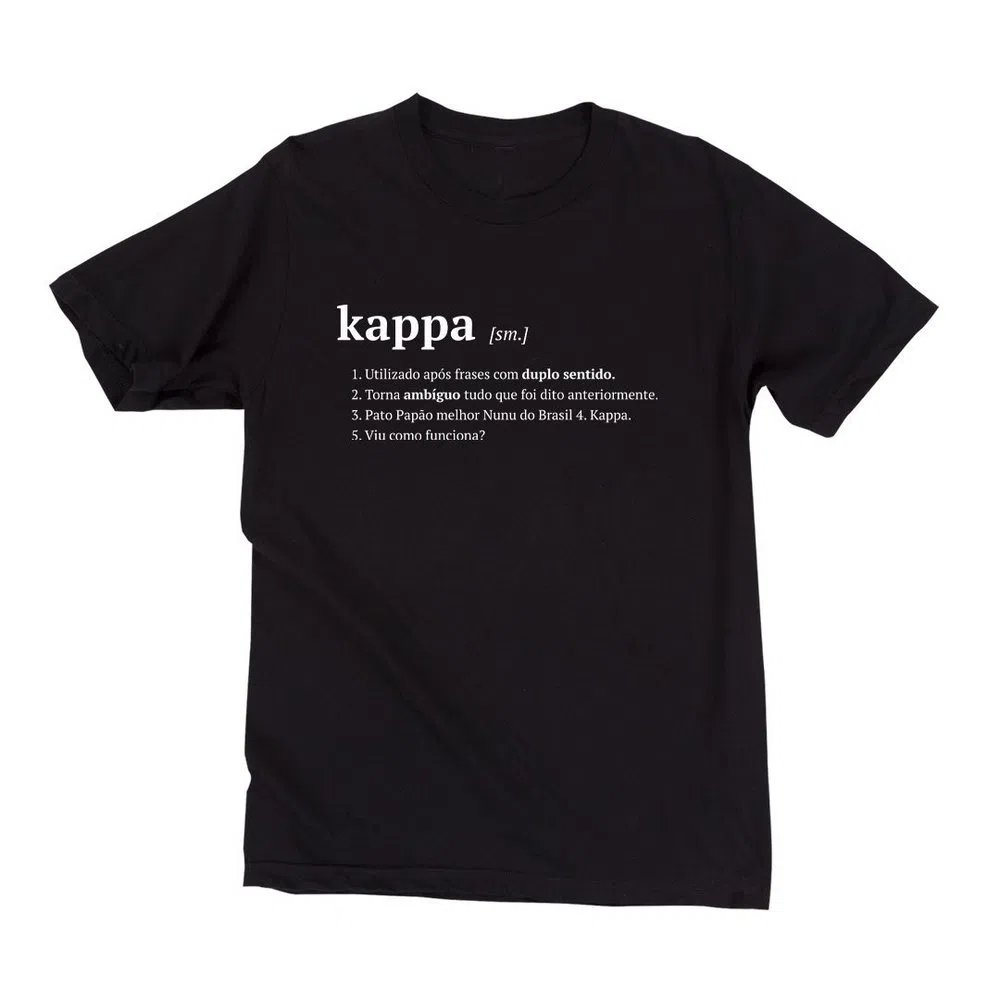 kappa [sm.]
1. Utilizado após frases com duplo sentido.
2. Torna ambíguo tudo que foi dito anteriormente.
3. Pato Papão melhor Nunu do Brasil 4. Kappa.
5. Viu como funciona?